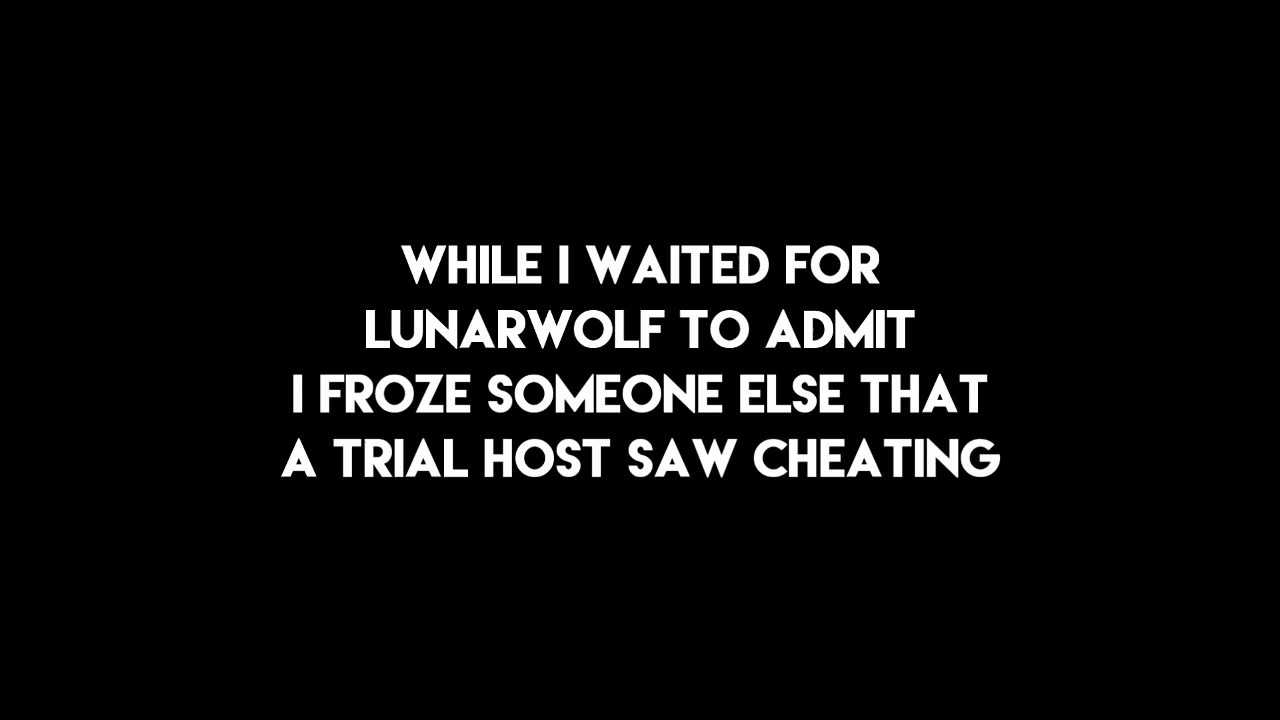 WHILE I WAITED FOR
LUNARWOLF TO ADMIT
I FROZE SOMEONE ELSE THAT
A TRIAL HOST SAW CHEATING